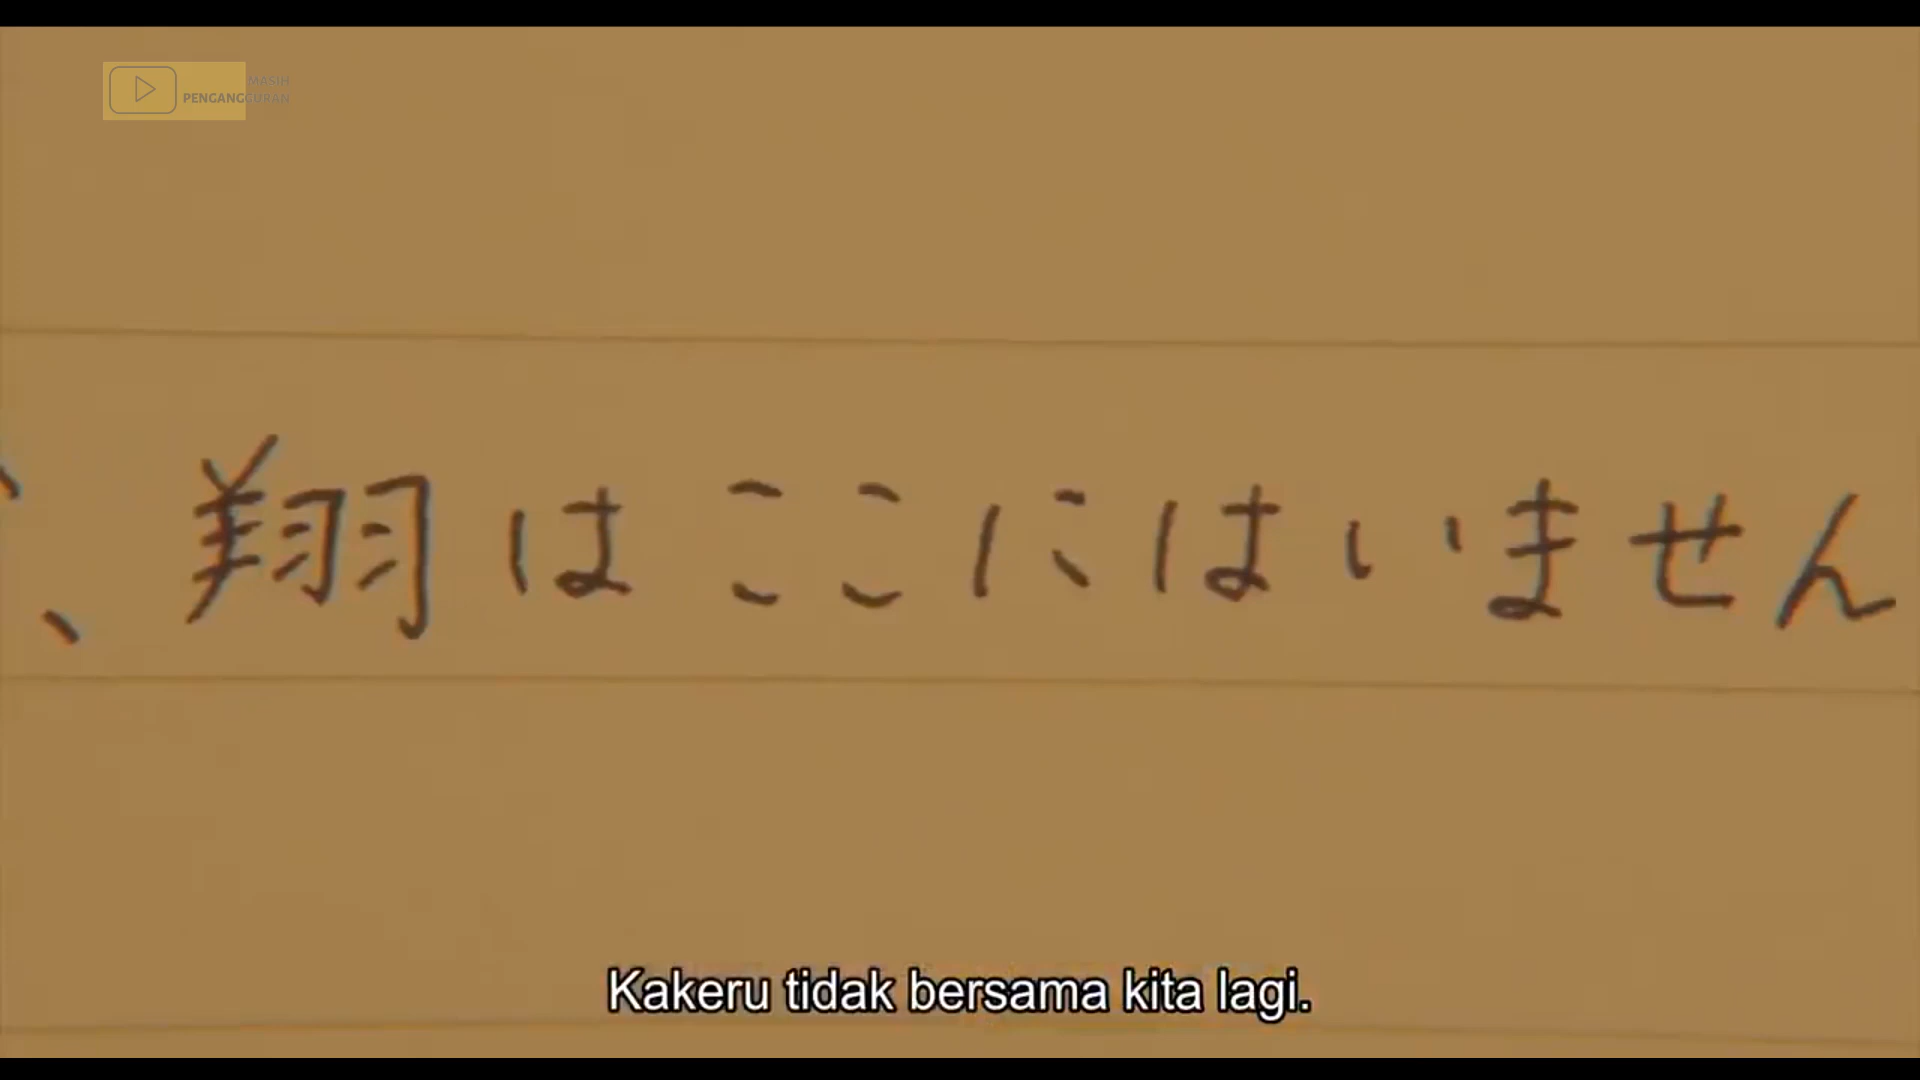 MASIH
PENGANGGURAN
、翔はここにはいません
Kakeru tidak bersama kita lagi.